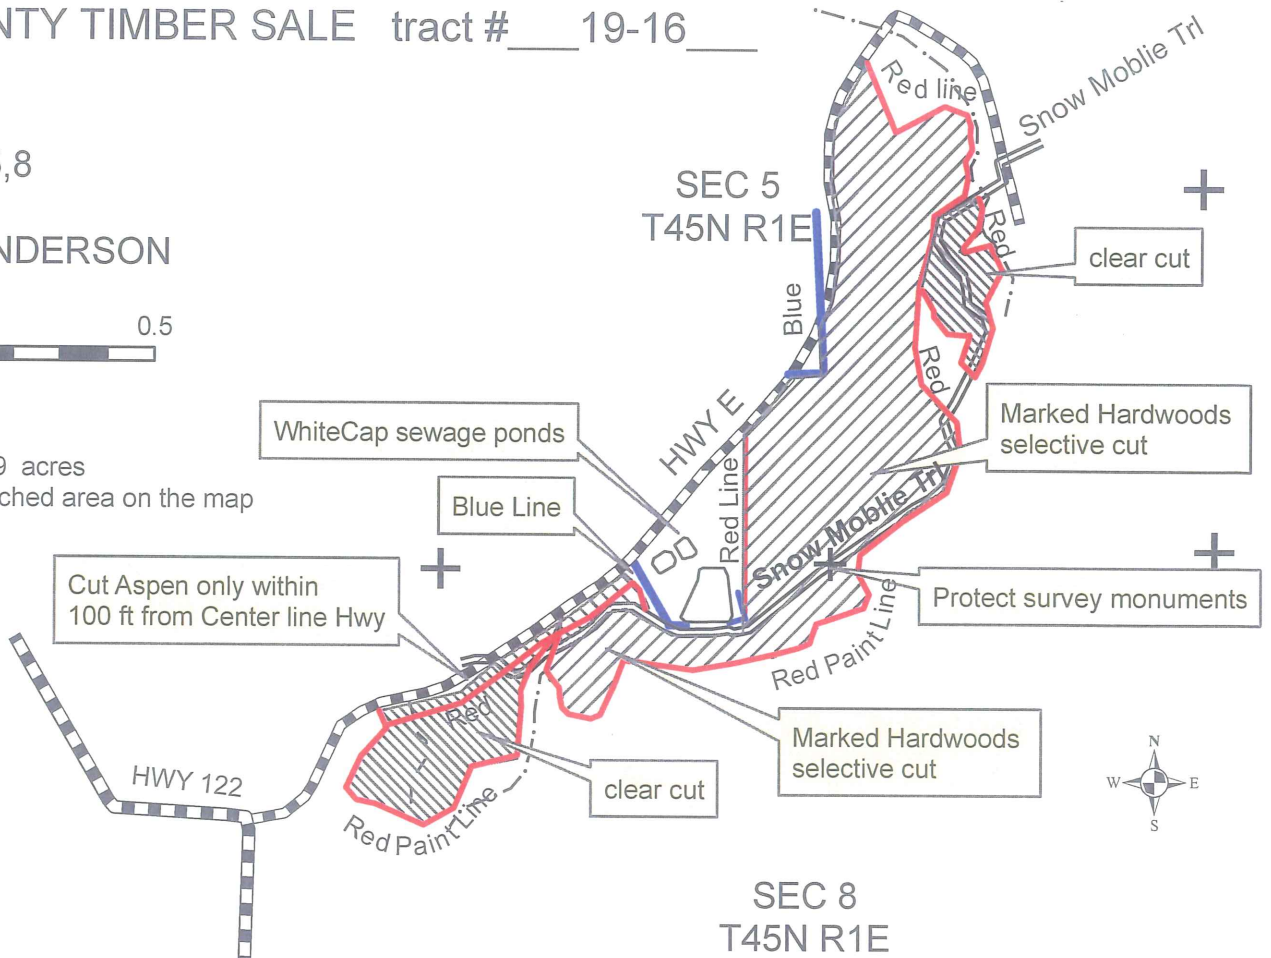 NTY TIMBER SALE tract #___19-16___
Red line
Snow Moblie Trl
,8
SEC 5
T45N R1E
NDERSON
Red
clear cut
Blue
0.5
Red
HWY E
WhiteCap sewage ponds
Marked Hardwoods
selective cut
9 acres
ched area on the map
Blue Line
Red Line
Snow Moblie Trl
Cut Aspen only within
100 ft from Center line Hwy
Protect survey monuments
Red Paint Line
Red
Marked Hardwoods
selective cut
HWY 122
clear cut
Red Paint Line
N
W E
S
SEC 8
T45N R1E